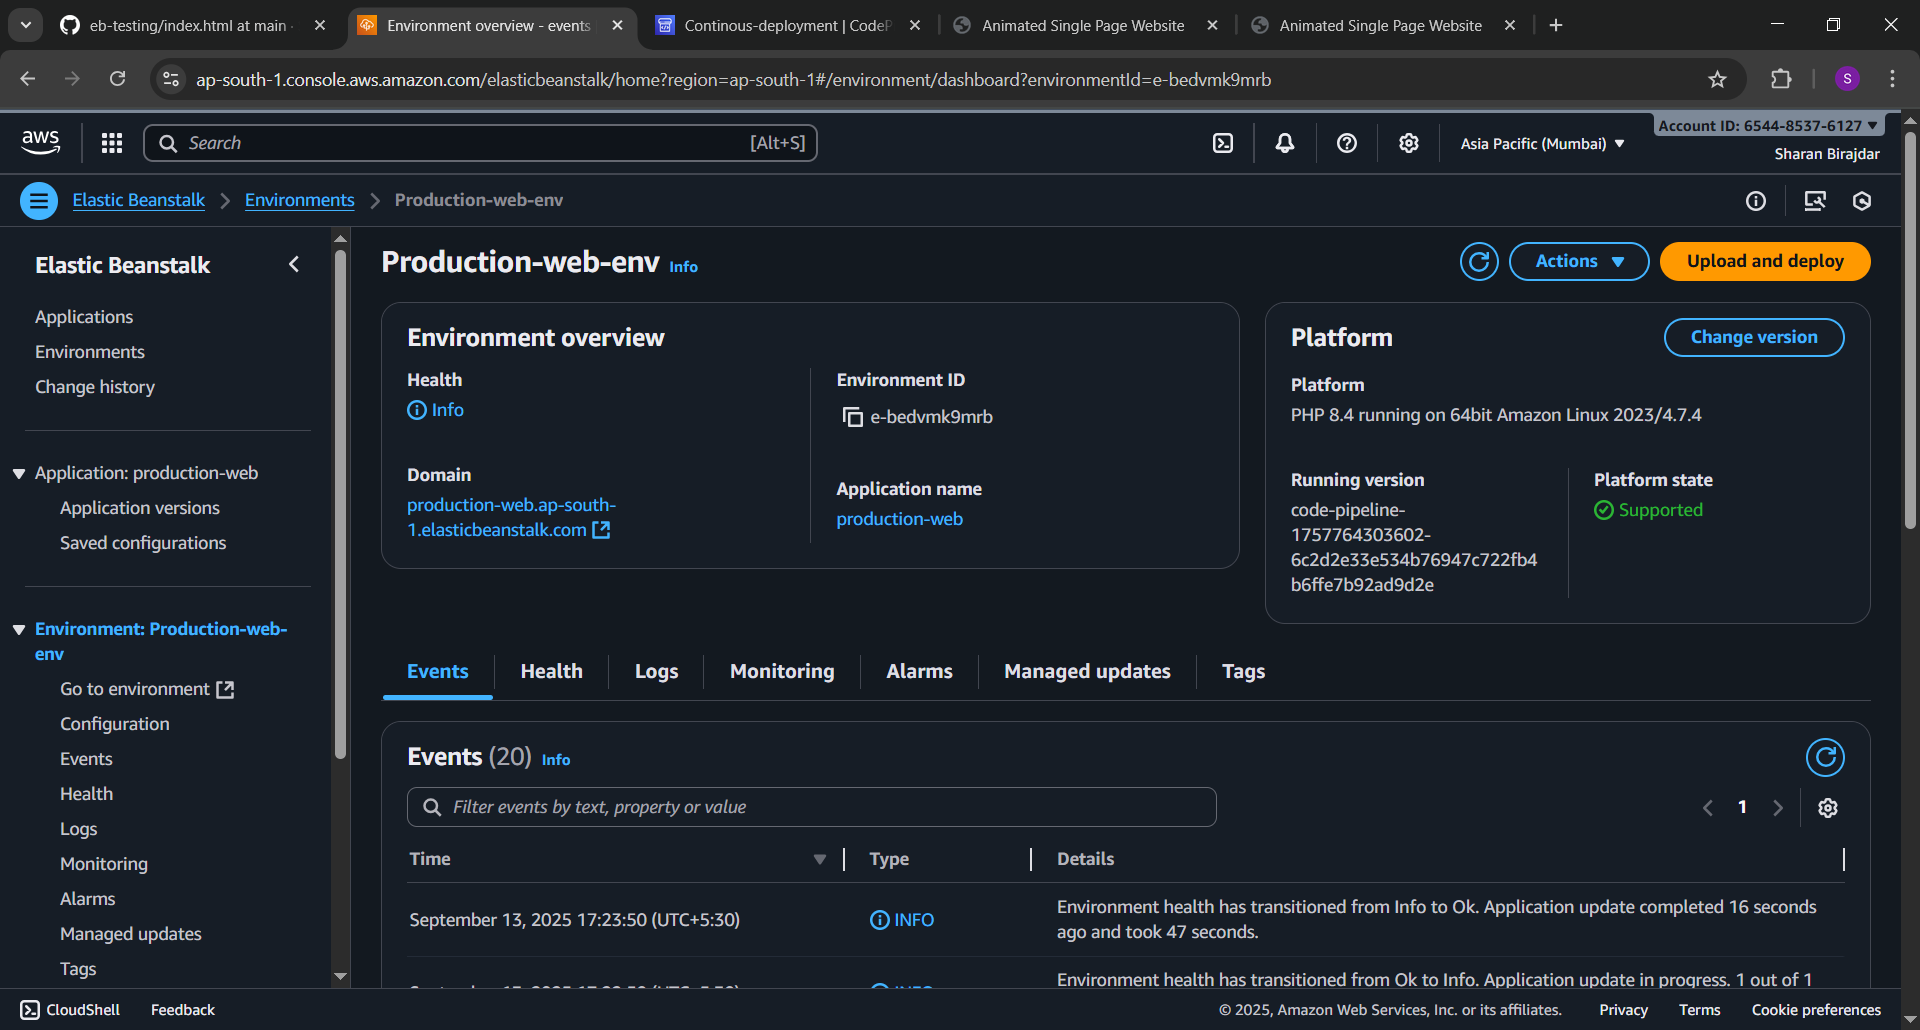 eb-testing/index.html at main ·
Environment overview - events
Continous-deployment | CodeP
Animated Single Page Website
Animated Single Page Website
ap-south-1.console.aws.amazon.com/elasticbeanstalk/home?region=ap-south-1#/environment/dashboard?environmentId=e-bedvmk9mrb
S
aws
Search
[Alt+S]
Asia Pacific (Mumbai)
Account ID: 6544-8537-6127
Sharan Birajdar
Elastic Beanstalk
Environments
Production-web-env
Elastic Beanstalk
Applications
Environments
Change history
Application: production-web
Application versions
Saved configurations
Environment: Production-web-
env
Go to environment
Configuration
Events
Health
Logs
Monitoring
Alarms
Managed updates
Tags
Production-web-env Info
Actions
Upload and deploy
Environment overview
Health
Info
Environment ID
e-bedvmk9mrb
Domain
production-web.ap-south-
1.elasticbeanstalk.com
Application name
production-web
Platform
Change version
Platform
PHP 8.4 running on 64bit Amazon Linux 2023/4.7.4
Running version
code-pipeline-
1757764303602-
6c2d2e33e534b76947c722fb4
b6ffe7b92ad9d2e
Platform state
Supported
Events
Health
Logs
Monitoring
Alarms
Managed updates
Tags
Events (20) Info
Filter events by text, property or value
1
Time
Type
Details
September 13, 2025 17:23:50 (UTC+5:30)
INFO
Environment health has transitioned from Info to Ok. Application update completed 16 seconds
ago and took 47 seconds.
Environment health has transitioned from Ok to Info. Application update in progress. 1 out of 1
CloudShell
Feedback
© 2025, Amazon Web Services, Inc. or its affiliates.
Privacy
Terms
Cookie preferences